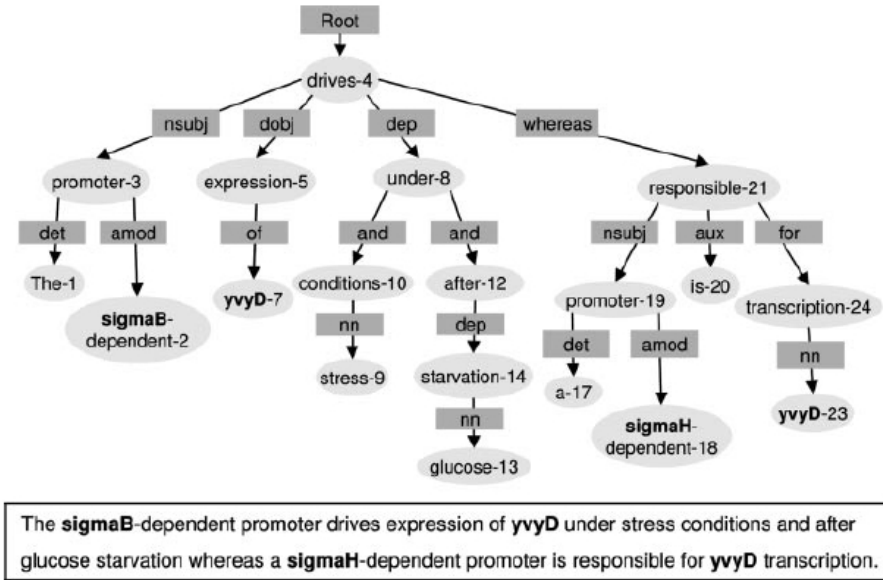 Root
drives-4
nsubj dobj dep whereas
promoter-3 expression-5 under-8 responsible-21
det amod of and and nsubj aux for
The-1 yvyD-7 conditions-10 after-12 promoter-19 is-20 transcription-24
sigmaB-
dependent-2
nn dep det amod nn
stress-9 starvation-14 a-17 yvyD-23
sigmaH-
dependent-18
nn
glucose-13
The sigmaB-dependent promoter drives expression of yvyD under stress conditions and after
glucose starvation whereas a sigmaH-dependent promoter is responsible for yvyD transcription.